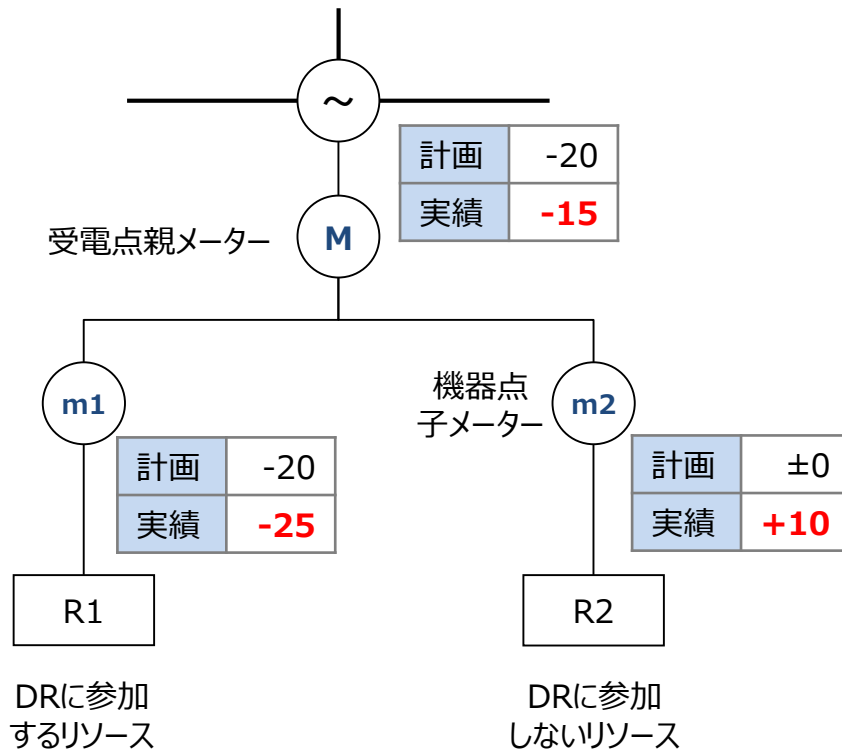 ~
計画 -20
実績 -15
受電点親メーター
M
m1
機器点
子メーター
m2
計画 -20
実績 -25
計画 ±0
実績 +10
R1
R2
DRに参加
するリソース
DRに参加
しないリソース